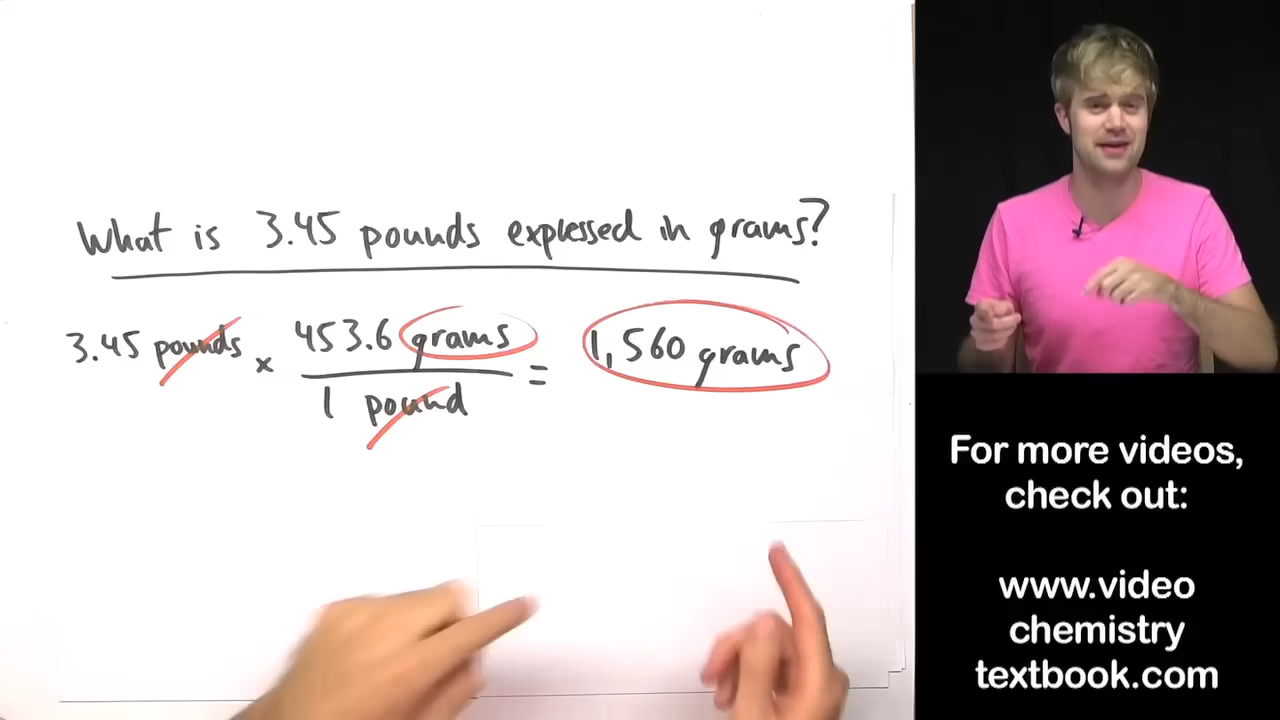 What is 3.45 pounds expressed in grams?
3.45 pounds × 453.6 grams
1 pound
= 1,560 grams
For more videos,
check out:
www.video
chemistry
textbook.com